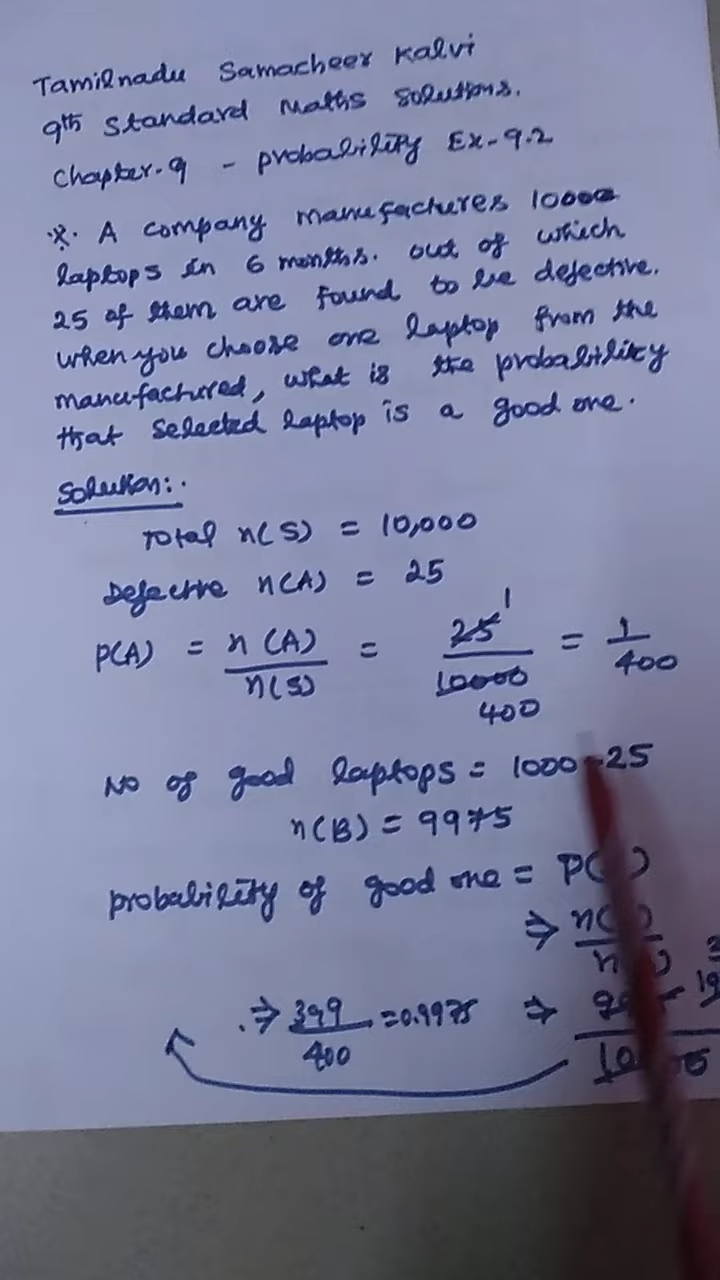 Tamilnadu Samacheer Kalvi
9th Standard Maths Solutions.
Chapter-9 - probability Ex-9.2
※. A company manufactures 10000
laptops in 6 months. out of which
25 of them are found to be defective.
when you choose one laptop from the
manufactured, what is the probability
that selected laptop is a good one.
Solution:.
Total n(S) = 10,000
Defective n(A) = 25
P(A) = n(A)/n(S) = 25/10000 = 1/400
1
400
No of good laptops = 1000 - 25
n(B) = 9975
probability of good one = P(
⇒ n(
⇒ 399/400 = 0.9975 ⇒